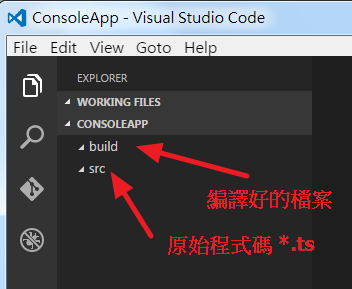 ConsoleApp - Visual Studio Code
File Edit View Goto Help
EXPLORER
WORKING FILES
CONSOLEAPP
build
src
編譯好的檔案
原始程式碼 *.ts